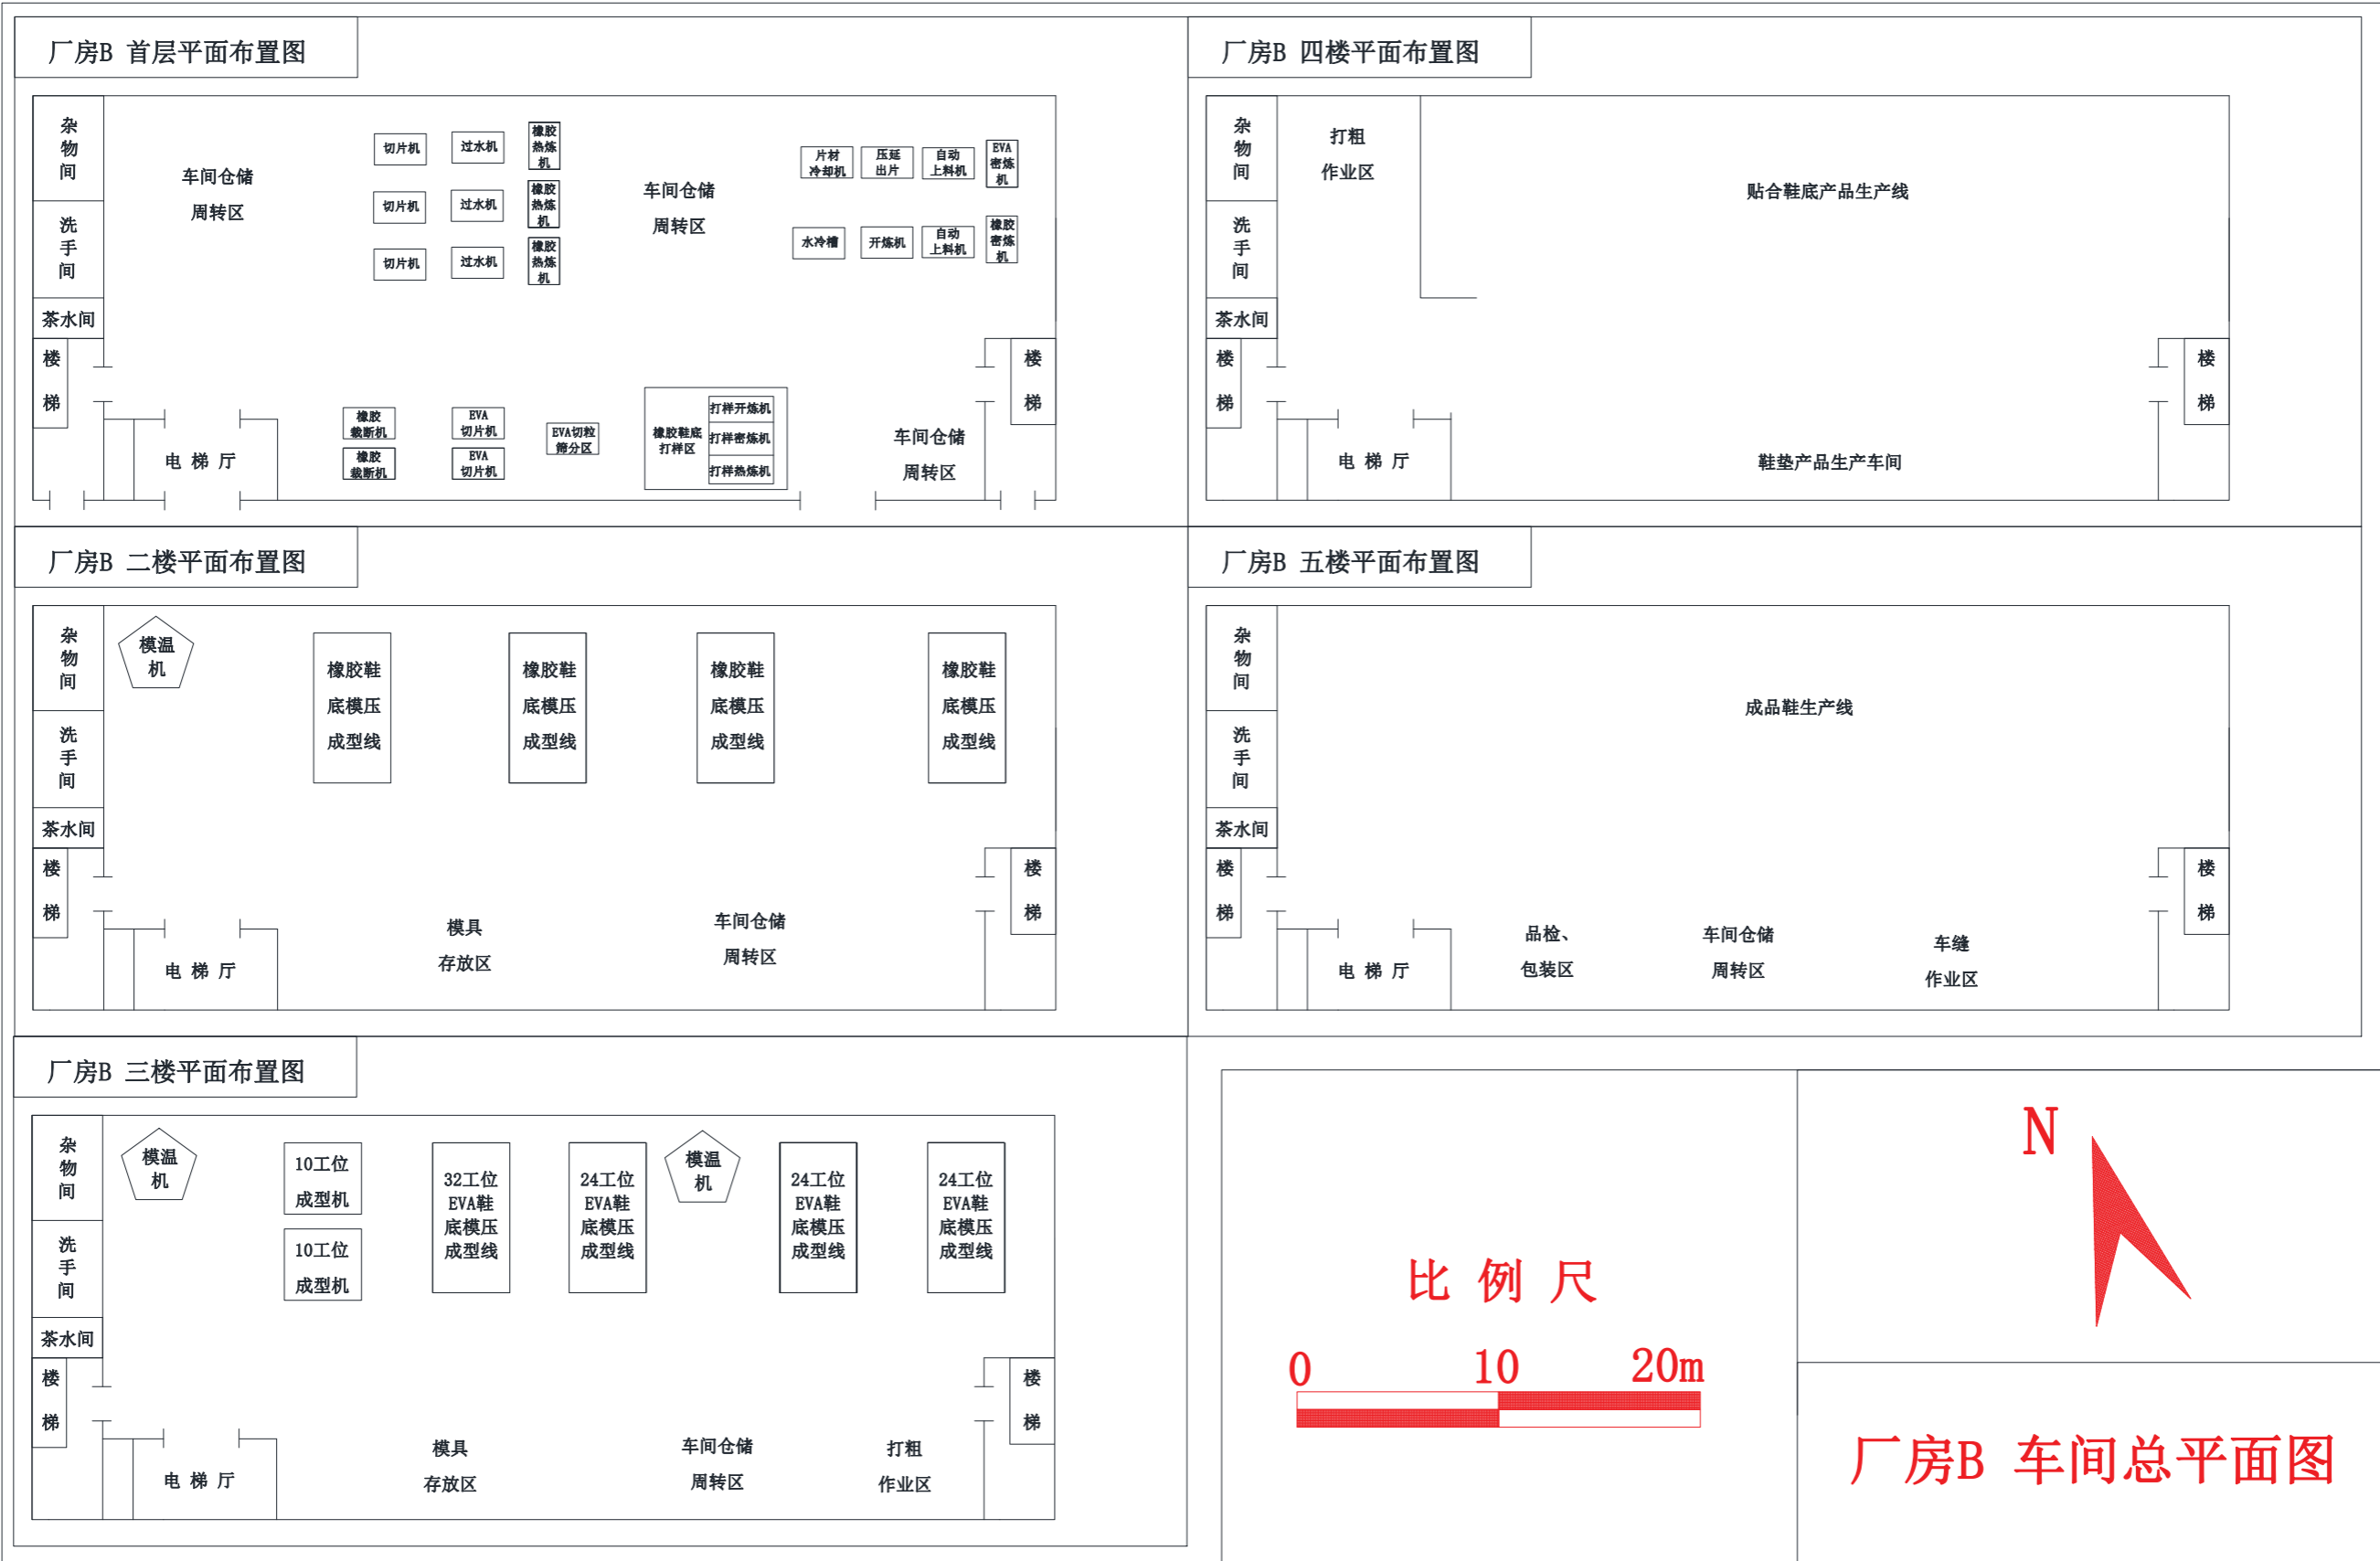 厂房B 首层平面布置图
杂
物
间
洗
手
间
茶水间
楼
梯
电 梯 厅
车间仓储
周转区
切片机
过水机
橡胶
热炼
机
切片机
过水机
橡胶
热炼
机
切片机
过水机
橡胶
热炼
机
车间仓储
周转区
片材
冷却机
压延
出片
自动
上料机
EVA
密炼
机
水冷槽
开炼机
自动
上料机
橡胶
密炼
机
橡胶
裁断机
橡胶
裁断机
EVA
切片机
EVA
切片机
EVA切粒
筛分区
橡胶鞋底
打样区
打样开炼机
打样密炼机
打样热炼机
车间仓储
周转区
楼
梯
厂房B 二楼平面布置图
杂
物
间
洗
手
间
茶水间
楼
梯
电 梯 厅
模温
机
橡胶鞋
底模压
成型线
橡胶鞋
底模压
成型线
橡胶鞋
底模压
成型线
橡胶鞋
底模压
成型线
模具
存放区
车间仓储
周转区
楼
梯
厂房B 三楼平面布置图
杂
物
间
洗
手
间
茶水间
楼
梯
电 梯 厅
模温
机
10工位
成型机
10工位
成型机
32工位
EVA鞋
底模压
成型线
24工位
EVA鞋
底模压
成型线
模温
机
24工位
EVA鞋
底模压
成型线
24工位
EVA鞋
底模压
成型线
模具
存放区
车间仓储
周转区
打粗
作业区
楼
梯
厂房B 四楼平面布置图
杂
物
间
洗
手
间
茶水间
楼
梯
电 梯 厅
打粗
作业区
贴合鞋底产品生产线
鞋垫产品生产车间
楼
梯
厂房B 五楼平面布置图
杂
物
间
洗
手
间
茶水间
楼
梯
电 梯 厅
成品鞋生产线
品检、
包装区
车间仓储
周转区
车缝
作业区
楼
梯
比 例 尺
0 10 20m
N
厂房B 车间总平面图